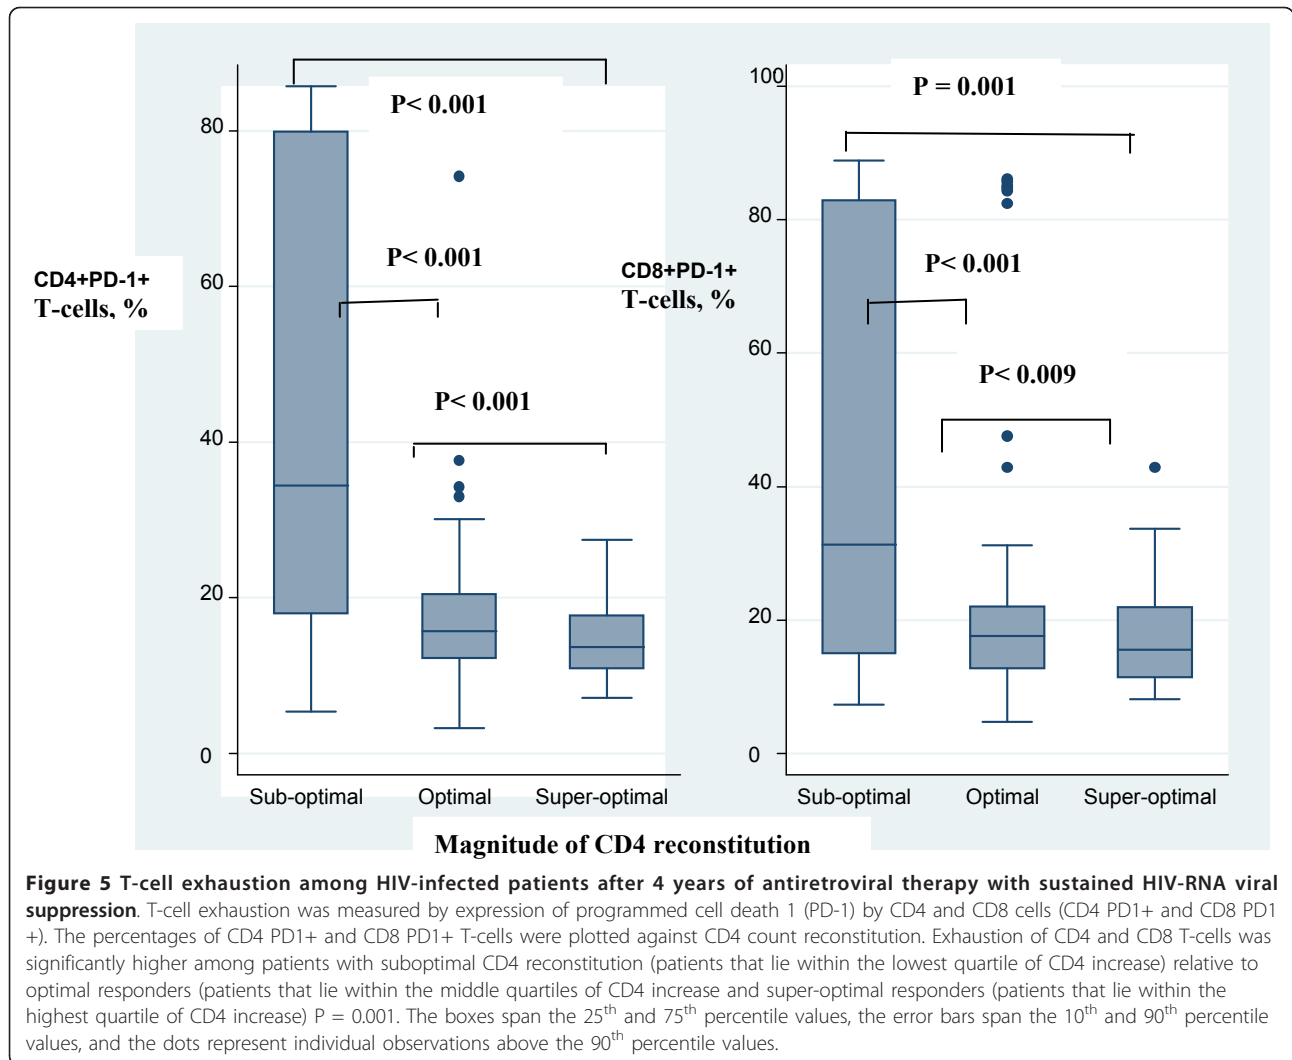 P< 0.001
80
P< 0.001
CD4+PD-1+
T-cells, %
60
P< 0.001
40
20
0
Sub-optimal Optimal Super-optimal
100
P = 0.001
80
P< 0.001
CD8+PD-1+
T-cells, %
60
P< 0.009
40
20
0
Sub-optimal Optimal Super-optimal
Magnitude of CD4 reconstitution
Figure 5 T-cell exhaustion among HIV-infected patients after 4 years of antiretroviral therapy with sustained HIV-RNA viral
suppression. T-cell exhaustion was measured by expression of programmed cell death 1 (PD-1) by CD4 and CD8 cells (CD4 PD1+ and CD8 PD1
+). The percentages of CD4 PD1+ and CD8 PD1+ T-cells were plotted against CD4 count reconstitution. Exhaustion of CD4 and CD8 T-cells was
significantly higher among patients with suboptimal CD4 reconstitution (patients that lie within the lowest quartile of CD4 increase) relative to
optimal responders (patients that lie within the middle quartiles of CD4 increase and super-optimal responders (patients that lie within the
highest quartile of CD4 increase) P = 0.001. The boxes span the 25th and 75th percentile values, the error bars span the 10th and 90th percentile
values, and the dots represent individual observations above the 90th percentile values.